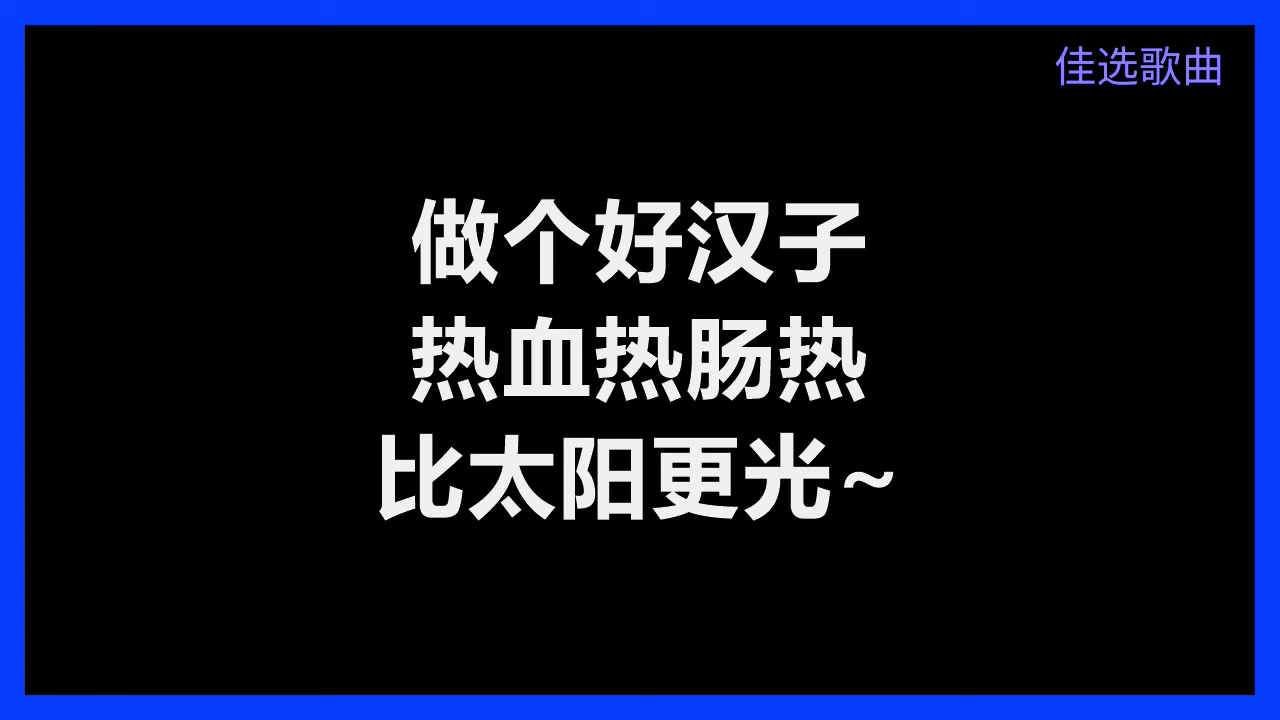 佳选歌曲
做个好汉子
热血热肠热
比太阳更光~